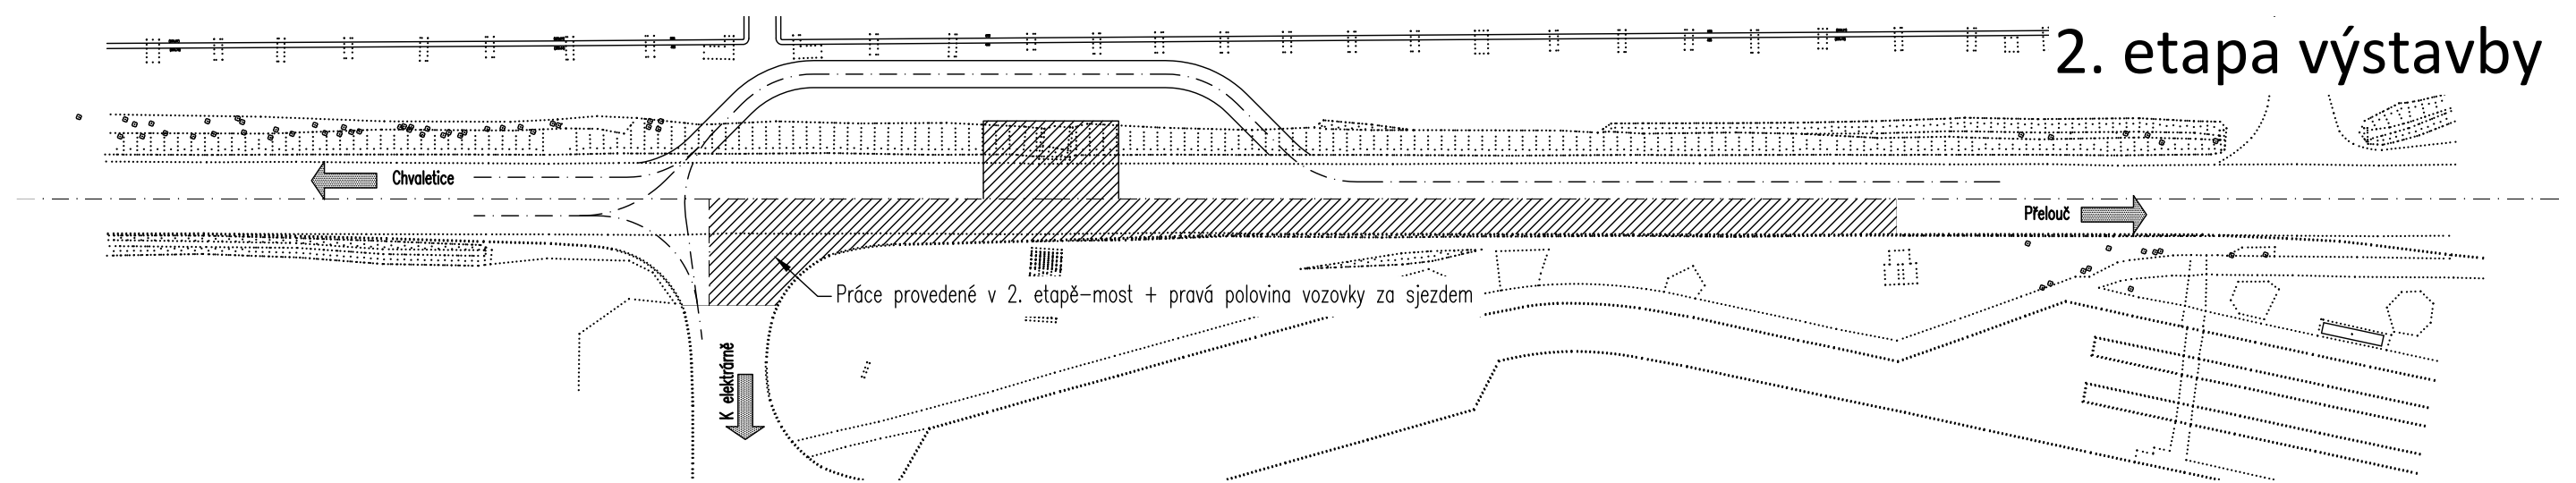 2. etapa výstavby
Chvaletice
Přelouč
Práce provedené v 2. etapě-most + pravá polovina vozovky za sjezdem
K elektrárně